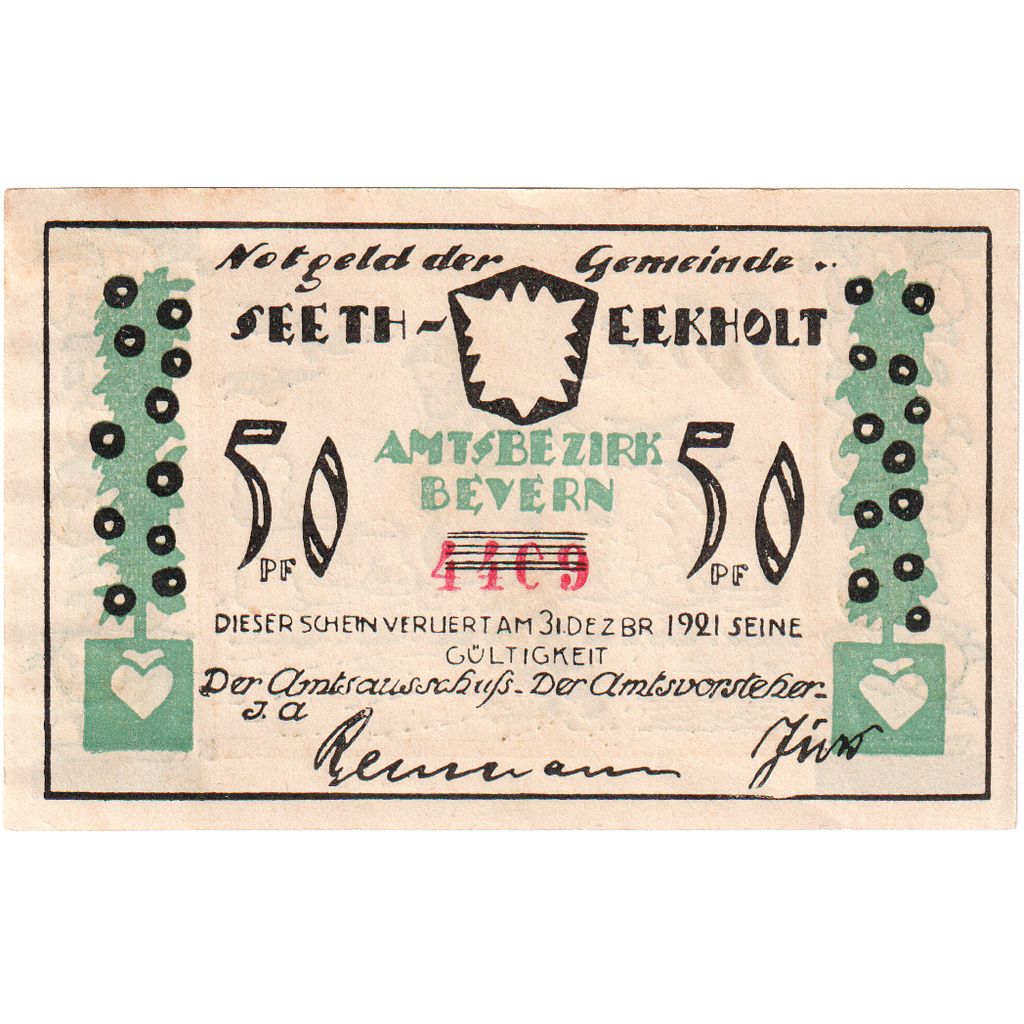 Notgeld der Gemeinde
SEETH- EEKHOLT
50 PF AMTSBEZIRK 50 PF
BEVERN
4409
DIESER SCHEIN VERLIERT AM 31. DEZBR 1921 SEINE
GÜLTIGKEIT
Der Amtsausschuß- Der Amtsvorsteher-
I. A